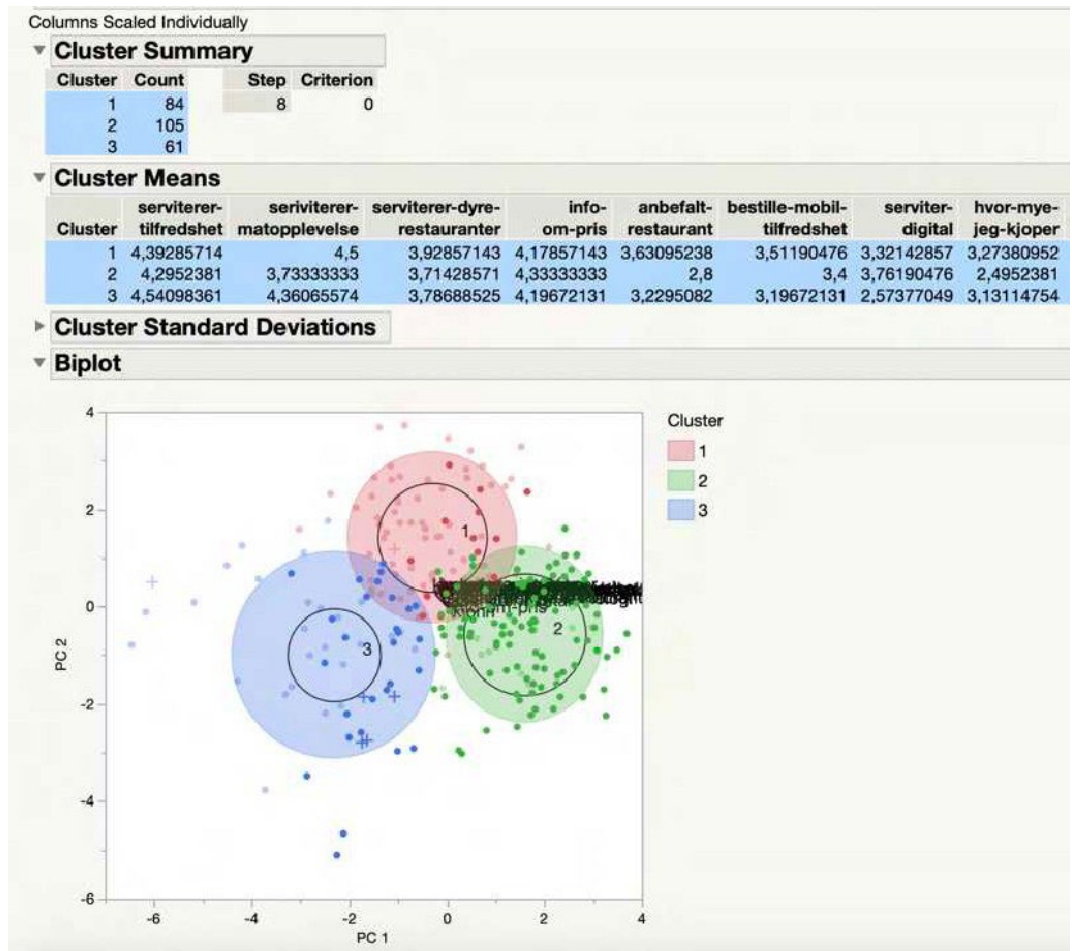 Columns Scaled Individually
Cluster Summary
Cluster Count Step Criterion
1 84 8 0
2 105
3 61
Cluster Means
Cluster serviterer-tilfredshet seriviterer-matopplevelse serviterer-dyre-restauranter info-om-pris anbefalt-restaurant bestille-mobil-tilfredshet serviter-digital hvor-mye-jeg-kjoper
1 4,39285714 4,5 3,92857143 4,17857143 3,63095238 3,51190476 3,32142857 3,27380952
2 4,2952381 3,73333333 3,71428571 4,33333333 2,8 3,4 3,76190476 2,4952381
3 4,54098361 4,36065574 3,78688525 4,19672131 3,2295082 3,19672131 2,57377049 3,13114754
Cluster Standard Deviations
Biplot
Cluster
1
2
3
4
2
0
-2
-4
-6
PC 2
1
2
3
om-pris
-6 -4 -2 0 2 4
PC 1